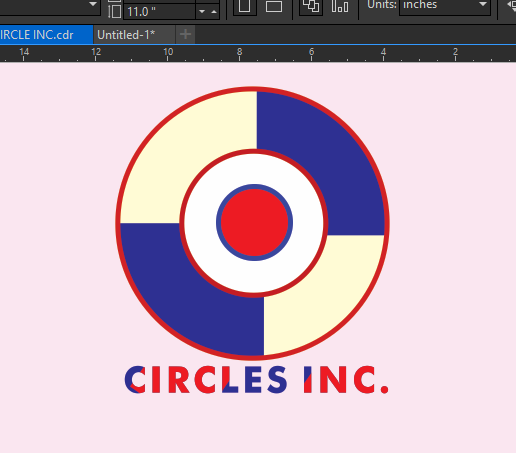 11.0 "
Units: inches
IRCLE INC.cdr
Untitled-1*
14 12 10 8 6 4 2
CIRCLES INC.